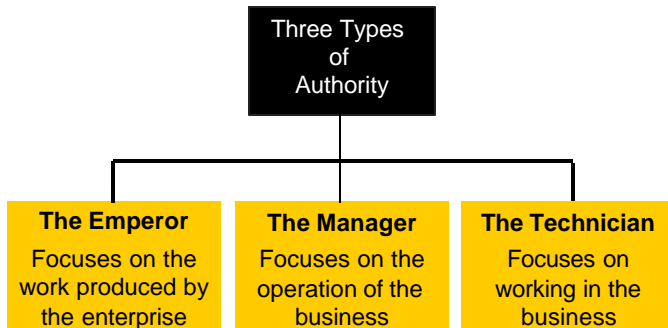 Three Types
of
Authority
The Emperor
Focuses on the
work produced by
the enterprise
The Manager
Focuses on the
operation of the
business
The Technician
Focuses on
working in the
business